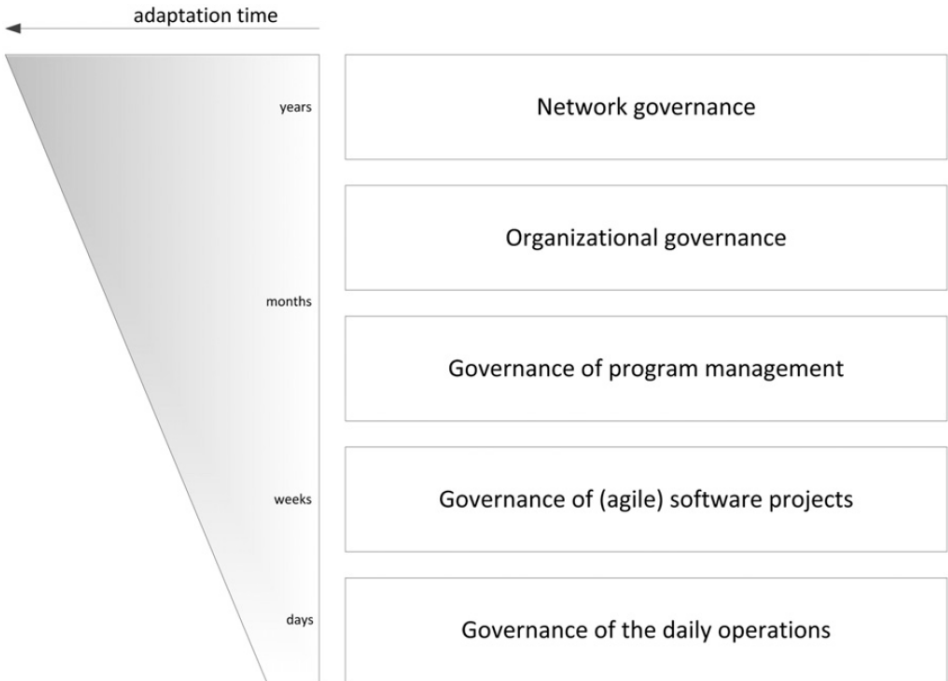 adaptation time
years
Network governance
Organizational governance
months
Governance of program management
weeks
Governance of (agile) software projects
days
Governance of the daily operations